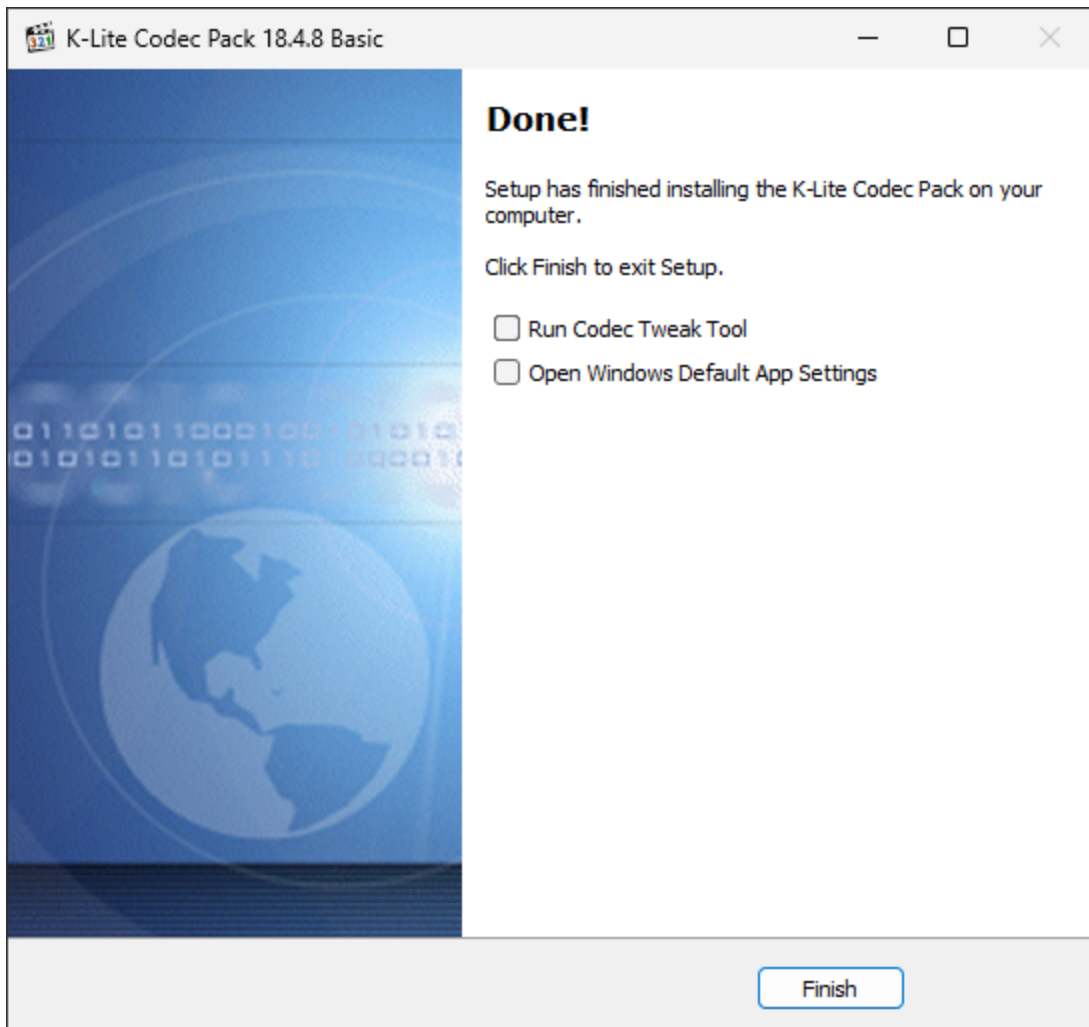 K-Lite Codec Pack 18.4.8 Basic
Done!
Setup has finished installing the K-Lite Codec Pack on your
computer.
Click Finish to exit Setup.
Run Codec Tweak Tool
Open Windows Default App Settings
Finish